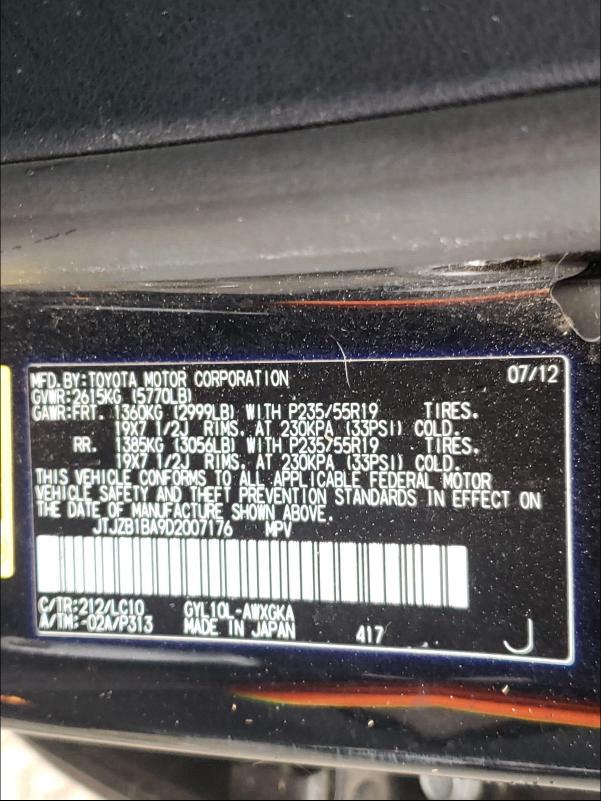 MFD. BY: TOYOTA MOTOR CORPORATION 07/12
GVWR: 2615KG (5770LB)
GAWR: FRT. 1360KG (2999LB) WITH P235/55R19 TIRES.
19X7 1/2J RIMS. AT 230KPA (33PSI) COLD.
RR. 1385KG (3056LB) WITH P235/55R19 TIRES.
19X7 1/2J RIMS. AT 230KPA (33PSI) COLD.
THIS VEHICLE CONFORMS TO ALL APPLICABLE FEDERAL MOTOR
VEHICLE SAFETY AND THEFT PREVENTION STANDARDS IN EFFECT ON
THE DATE OF MANUFACTURE SHOWN ABOVE.
JTJZB1BA9D2007176 MPV
C/TR: 212/LC10 GYL10L-AWXGKA
A/TM: -02A/P313 MADE IN JAPAN 417 J